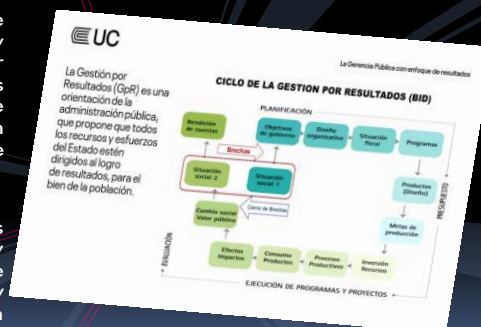 UC
La Gerencia Pública con enfoque de resultados
La Gestión por
Resultados (GpR) es una
orientación de la
administración pública,
que propone que todos
los recursos y esfuerzos
del Estado estén
dirigidos al logro
de resultados, para el
bien de la población.
CICLO DE LA GESTION POR RESULTADOS (BID)
PLANIFICACIÓN
Rendición
de cuentas
Objetivos
de gobierno
Diseño
organizativo
Situación
fiscal
Programas
Brechas
Situación
social 2
Situación
social 1
Productos
(Diseño)
PRESUPUESTO
Cambio social
Valor público
Cierre de Brechas
Metas de
producción
EVALUACIÓN
Efectos
Impactos
Consumo
Productos
Procesos
Productivos
Inversión
Recursos
EJECUCIÓN DE PROGRAMAS Y PROYECTOS